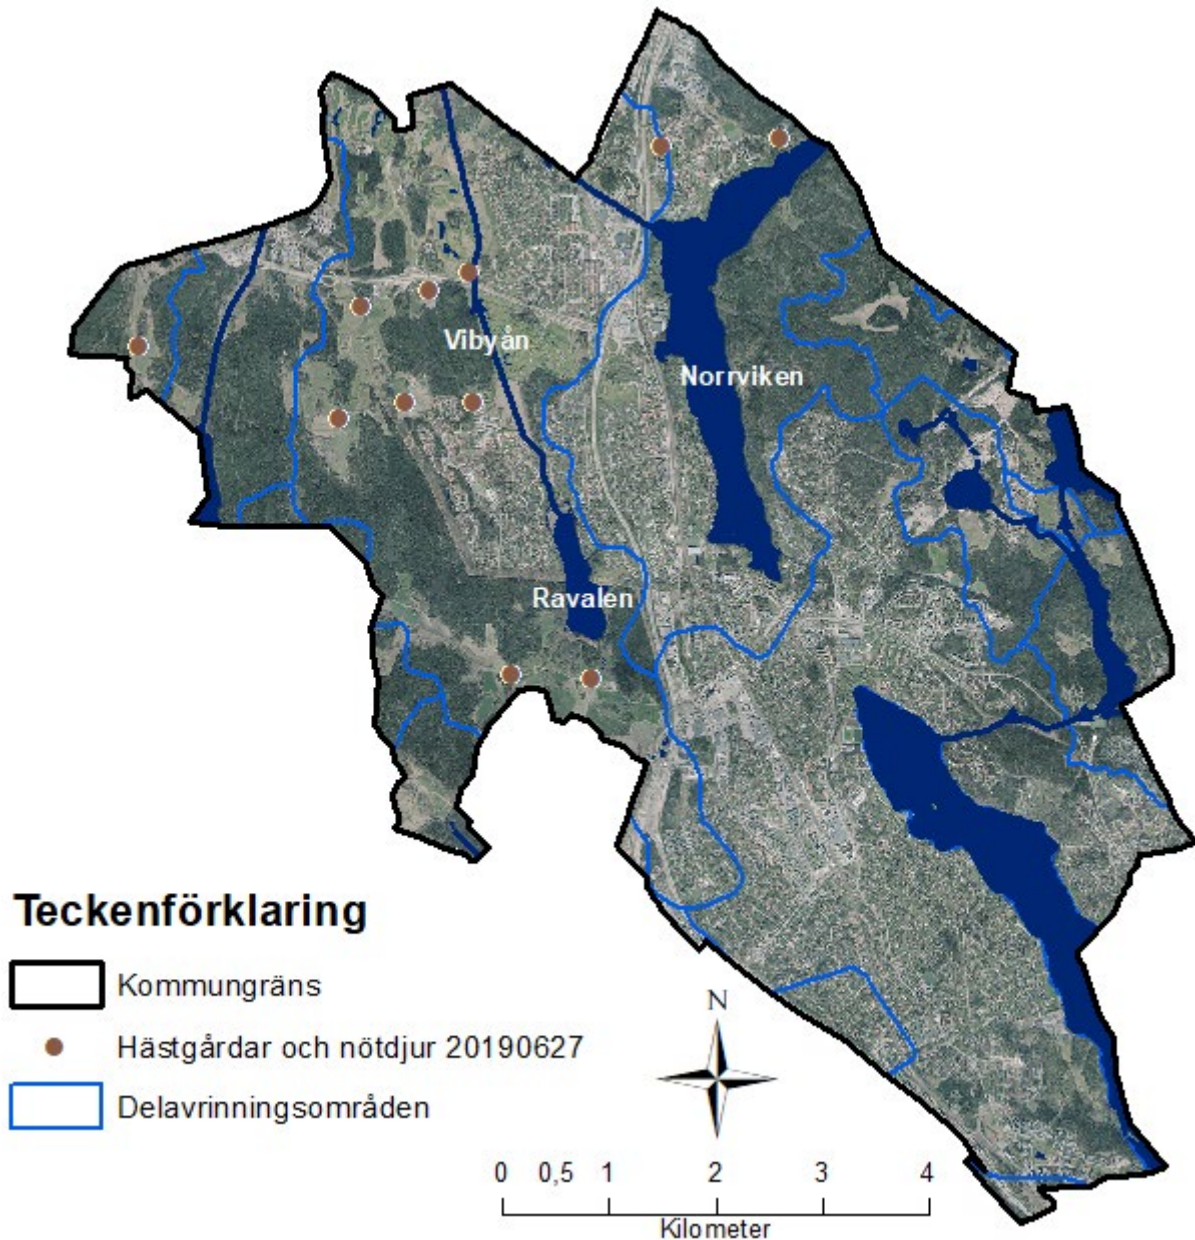 Vibyån
Norrviken
Ravalen
Teckenförklaring
Kommungräns
Hästgårdar och nötdjur 20190627
Delavrinningsområden
N
0 0,5 1 2 3 4
Kilometer